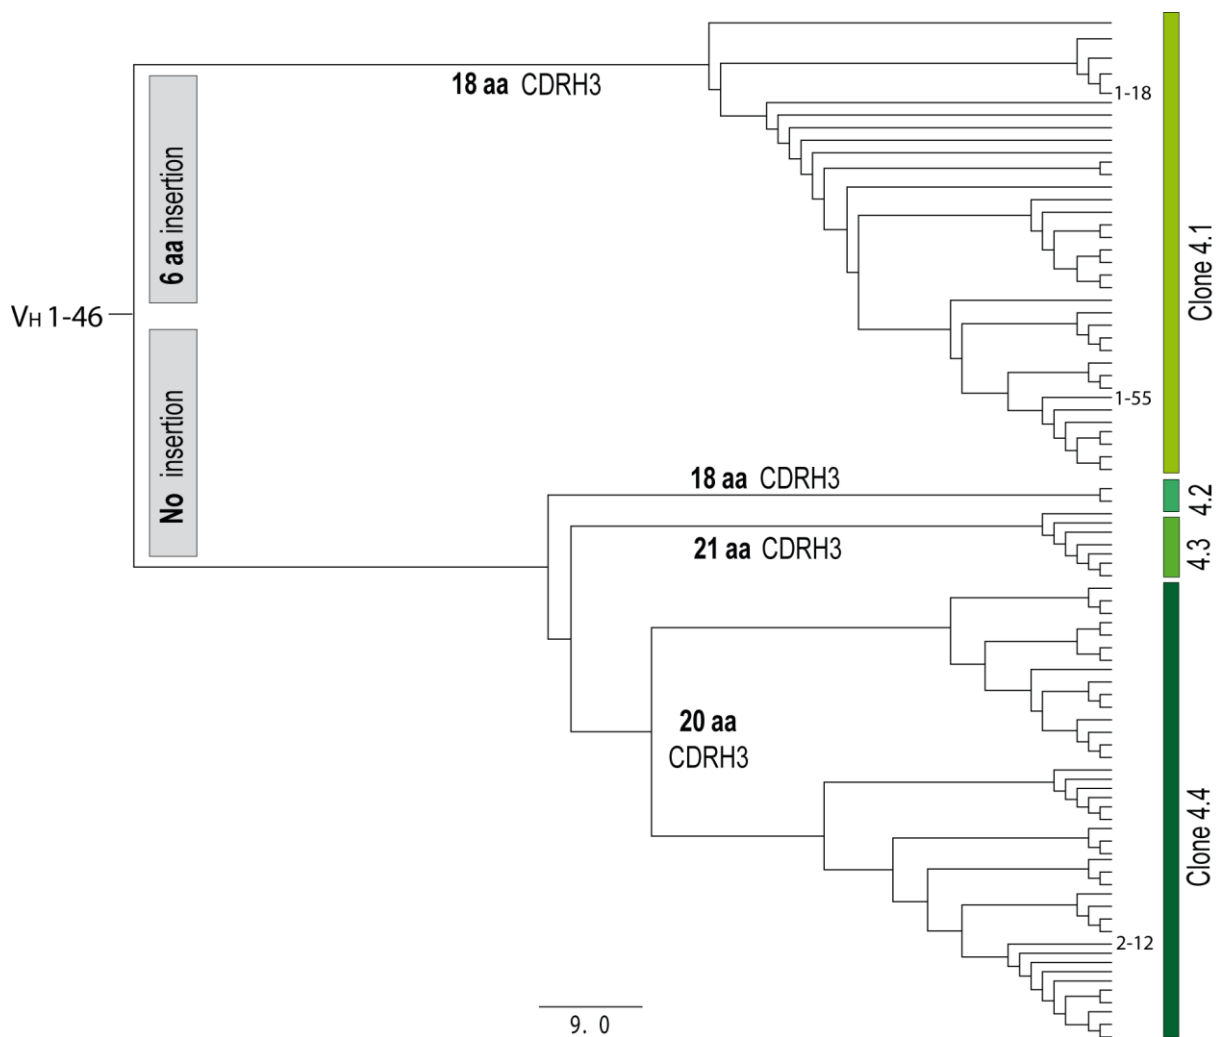 18 aa CDRH3
1-18
6 aa insertion
Clone 4.1
VH 1-46
No insertion
1-55
18 aa CDRH3
4.2
21 aa CDRH3
4.3
20 aa
CDRH3
Clone 4.4
2-12
9. 0